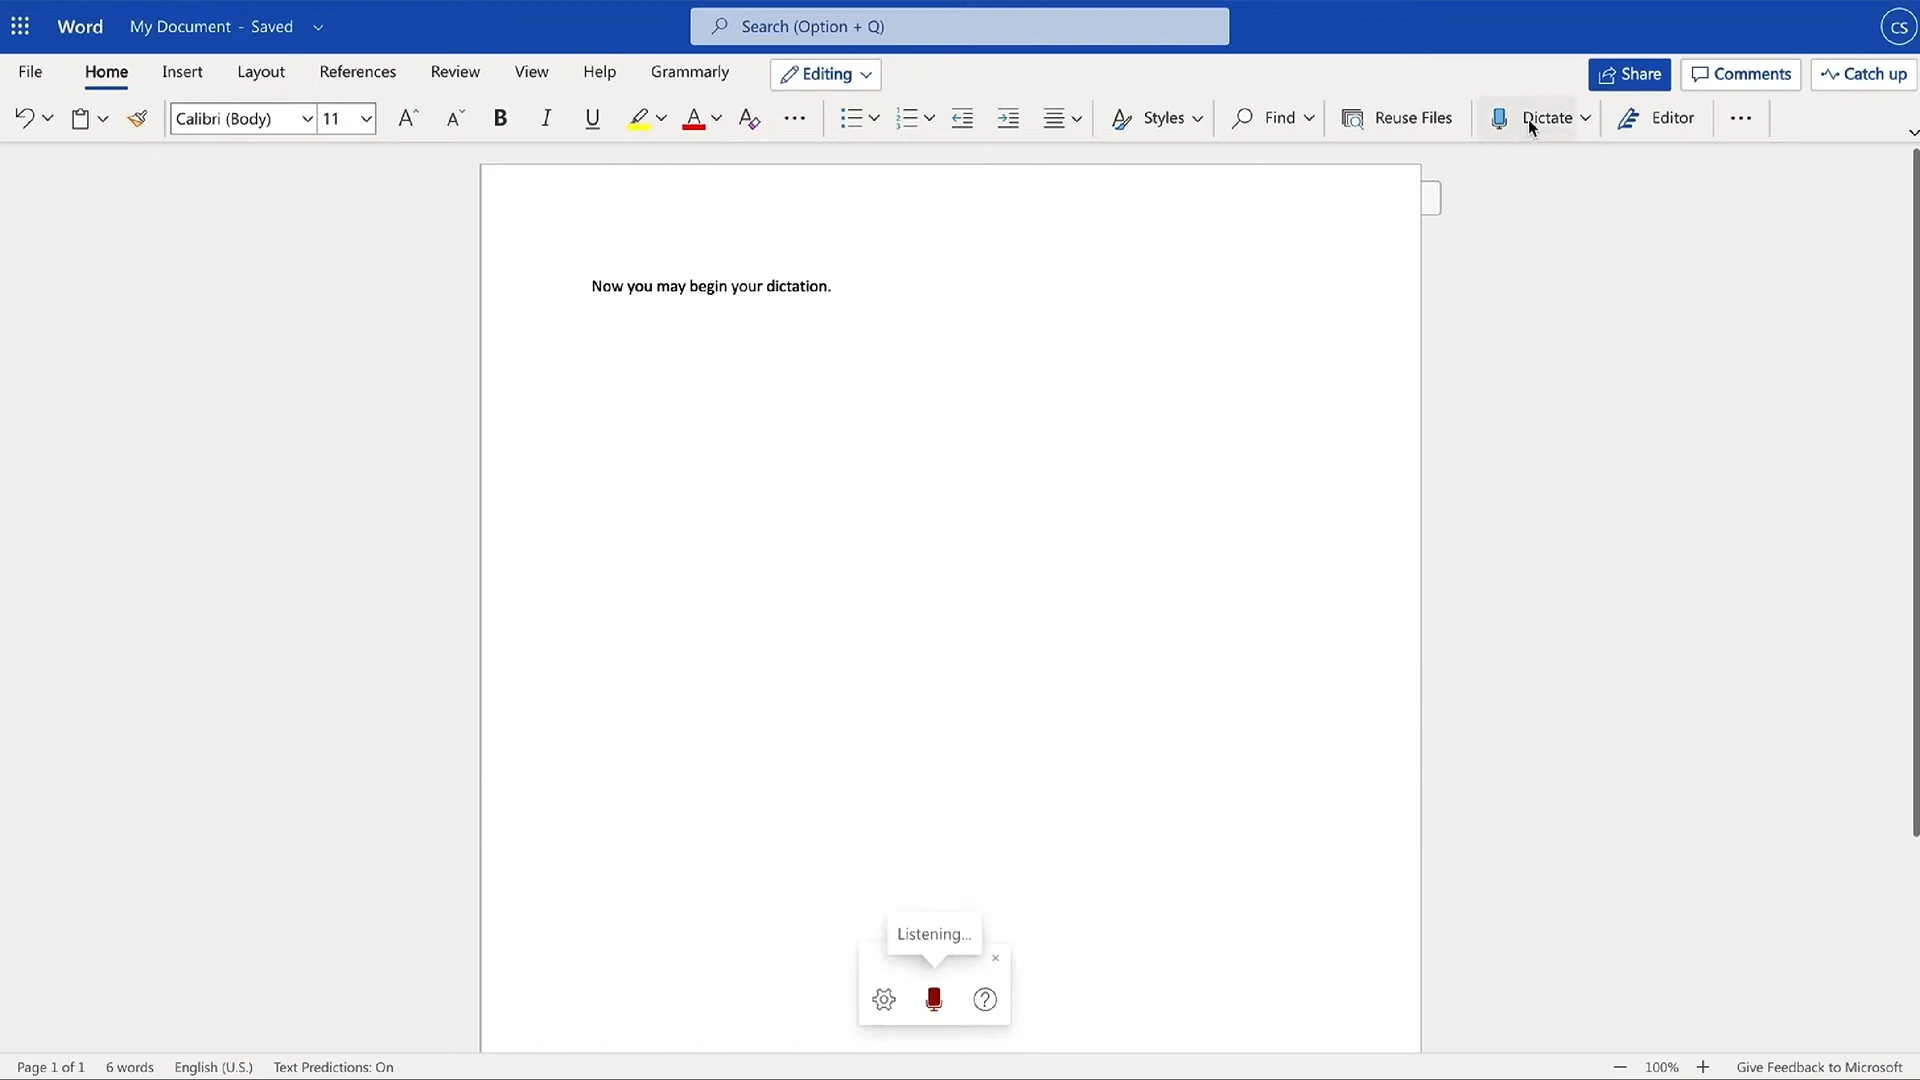 Word My Document - Saved Search (Option + Q) CS
File Home Insert Layout References Review View Help Grammarly Editing Share Comments Catch up
Calibri (Body) 11 A A B I U A A Styles Find Reuse Files Dictate Editor
Now you may begin your dictation.
Listening...
Page 1 of 1 6 words English (U.S.) Text Predictions: On 100% Give Feedback to Microsoft